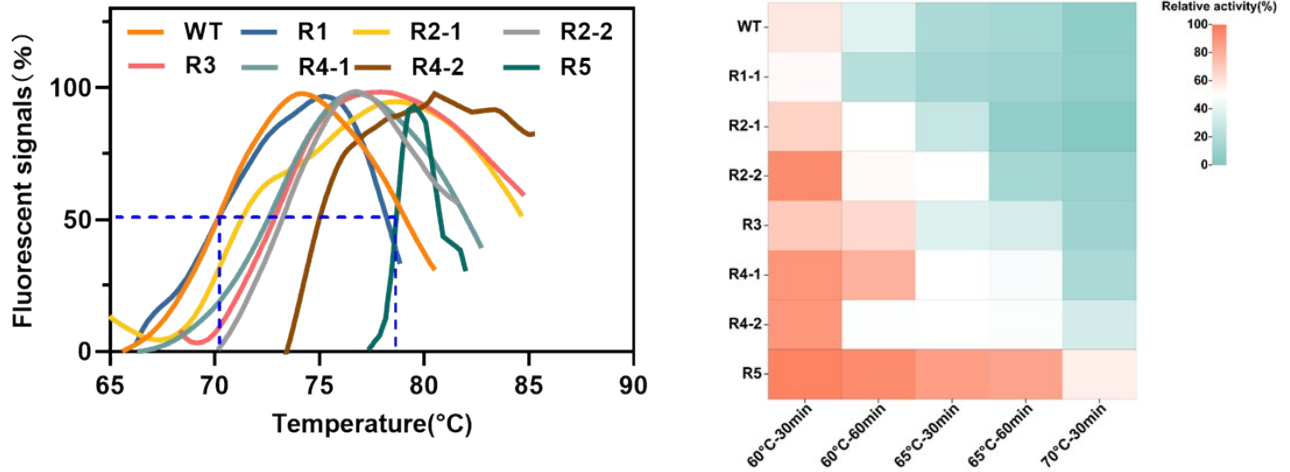 Fluorescent signals(%)
WT R1 R2-1 R2-2
R3 R4-1 R4-2 R5
100
50
0
65 70 75 80 85 90
Temperature(°C)
Relative activity(%)
100
80
60
40
20
0
WT
R1-1
R2-1
R2-2
R3
R4-1
R4-2
R5
60°C-30min
60°C-60min
65°C-30min
65°C-60min
70°C-30min